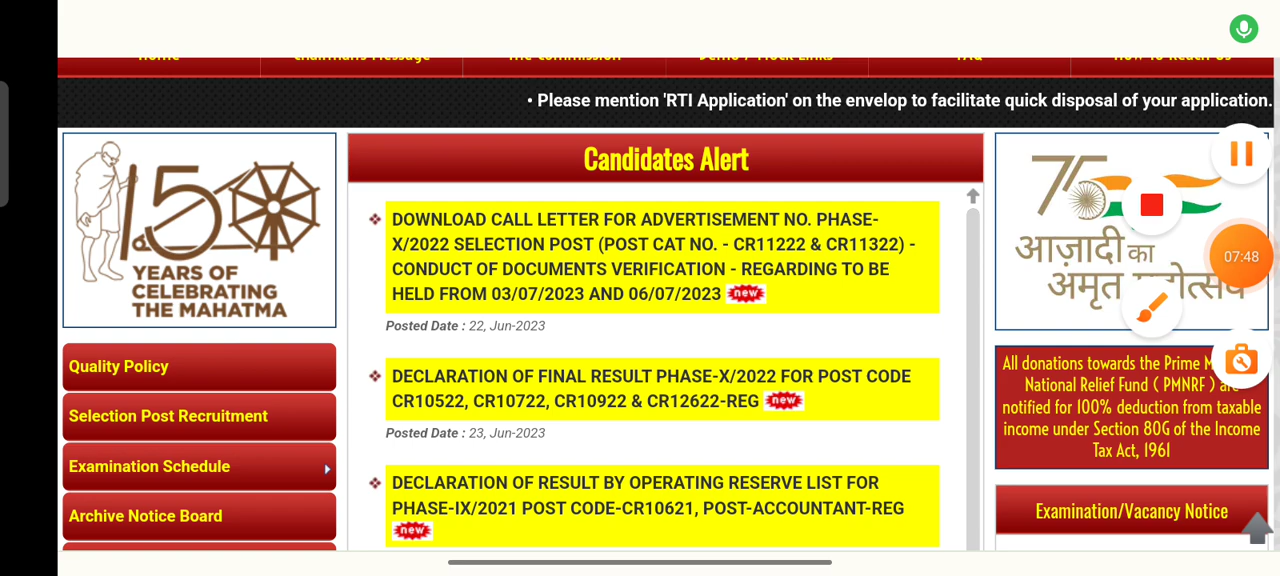 • Please mention 'RTI Application' on the envelop to facilitate quick disposal of your application.
150
YEARS OF
CELEBRATING
THE MAHATMA
Quality Policy
Selection Post Recruitment
Examination Schedule
Archive Notice Board
Candidates Alert
DOWNLOAD CALL LETTER FOR ADVERTISEMENT NO. PHASE-
X/2022 SELECTION POST (POST CAT NO. - CR11222 & CR11322) -
CONDUCT OF DOCUMENTS VERIFICATION - REGARDING TO BE
HELD FROM 03/07/2023 AND 06/07/2023 new
Posted Date : 22, Jun-2023
DECLARATION OF FINAL RESULT PHASE-X/2022 FOR POST CODE
CR10522, CR10722, CR10922 & CR12622-REG new
Posted Date : 23, Jun-2023
DECLARATION OF RESULT BY OPERATING RESERVE LIST FOR
PHASE-IX/2021 POST CODE-CR10621, POST-ACCOUNTANT-REG
new
75
आज़ादी का
अमृत
07:48
All donations towards the Prime
National Relief Fund ( PMNRF ) are
notified for 100% deduction from taxable
income under Section 80G of the Income
Tax Act, 1961
Examination/Vacancy Notice